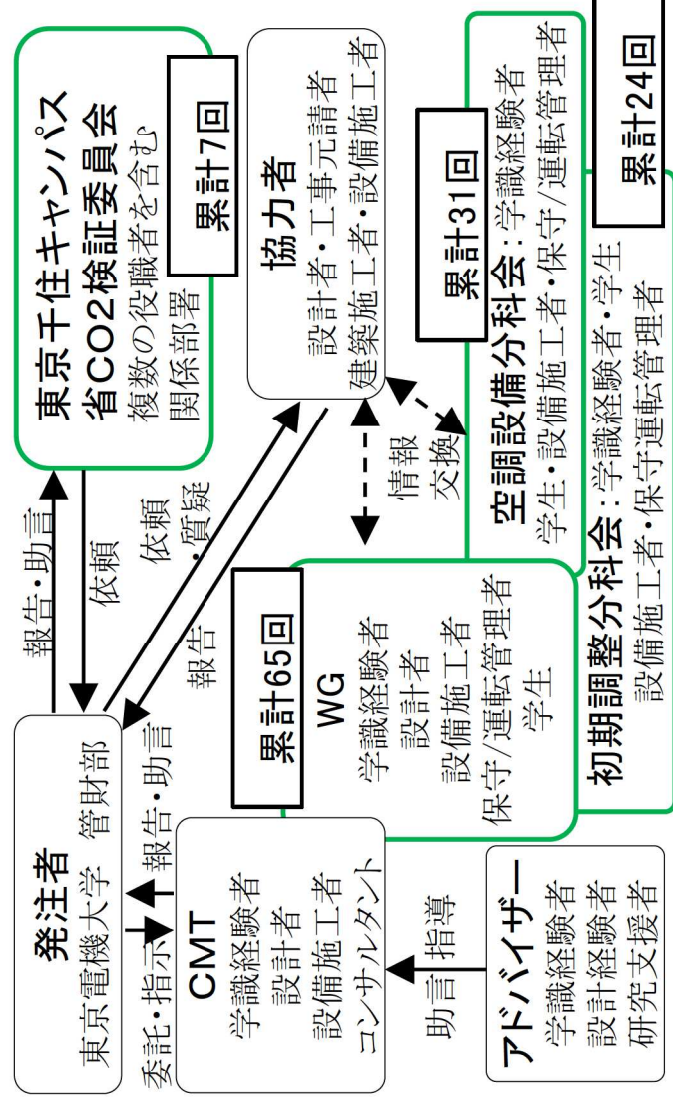 発注者
東京電機大学 管財部
報告・助言
依頼
東京千住キャンパス
省CO2検証委員会
複数の役職者を含む
関係部署
累計7回
委託・指示
報告・助言
依頼
・質疑
報告
CMT
学識経験者
設計者
設備施工者
コンサルタント
累計65回
WG
学識経験者
設計者
設備施工者
保守/運転管理者
学生
情報
交換
協力者
設計者・工事元請者
建築施工者・設備施工者
助言 指導
アドバイザー
学識経験者
設計経験者
研究支援者
累計31回
空調設備分科会:学識経験者
学生・設備施工者・保守/運転管理者
初期調整分科会:学識経験者・学生
設備施工者・保守運転管理者
累計24回